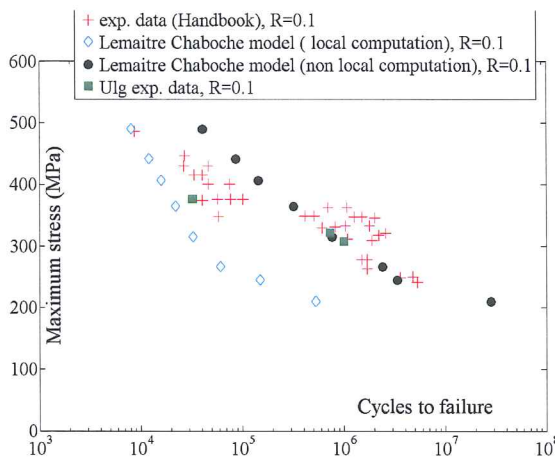 exp. data (Handbook), R=0.1
Lemaitre Chaboche model ( local computation), R=0.1
Lemaitre Chaboche model (non local computation), R=0.1
Ulg exp. data, R=0.1
600
500
400
300
200
100
0
Maximum stress (MPa)
Cycles to failure
10³
10⁴
10⁵
10⁶
10⁷
10⁸